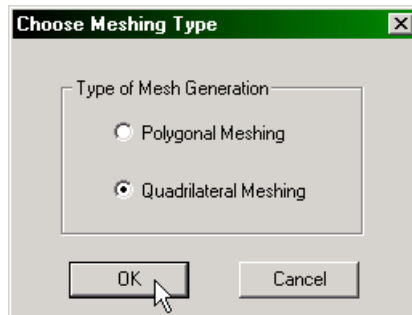 Choose Meshing Type
Type of Mesh Generation
Polygonal Meshing
Quadrilateral Meshing
OK Cancel